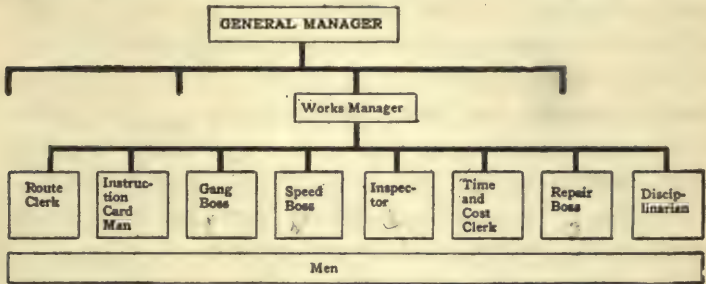 GENERAL MANAGER
Works Manager
Route
Clerk
Instruc-
tion
Card
Man
Gang
Boss
Speed
Boss
Inspec-
tor
Time
and
Cost
Clerk
Repair
Boss
Discip-
linarian
Men